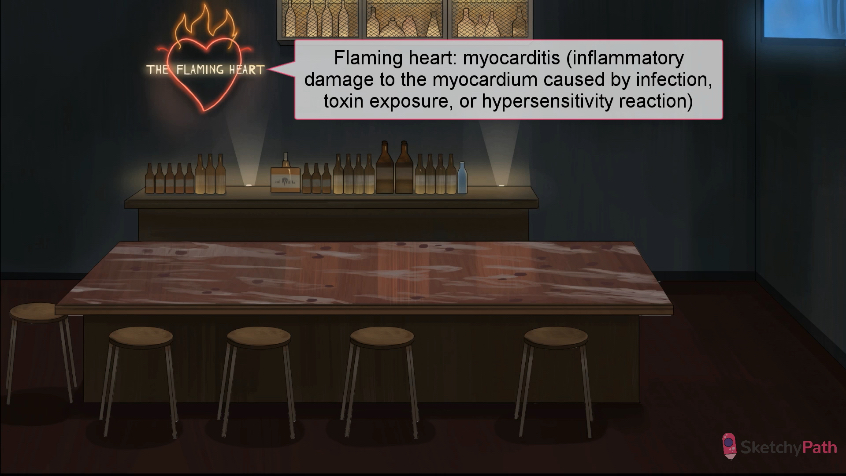 THE FLAMING HEART
Flaming heart: myocarditis (inflammatory
damage to the myocardium caused by infection,
toxin exposure, or hypersensitivity reaction)
SketchyPath